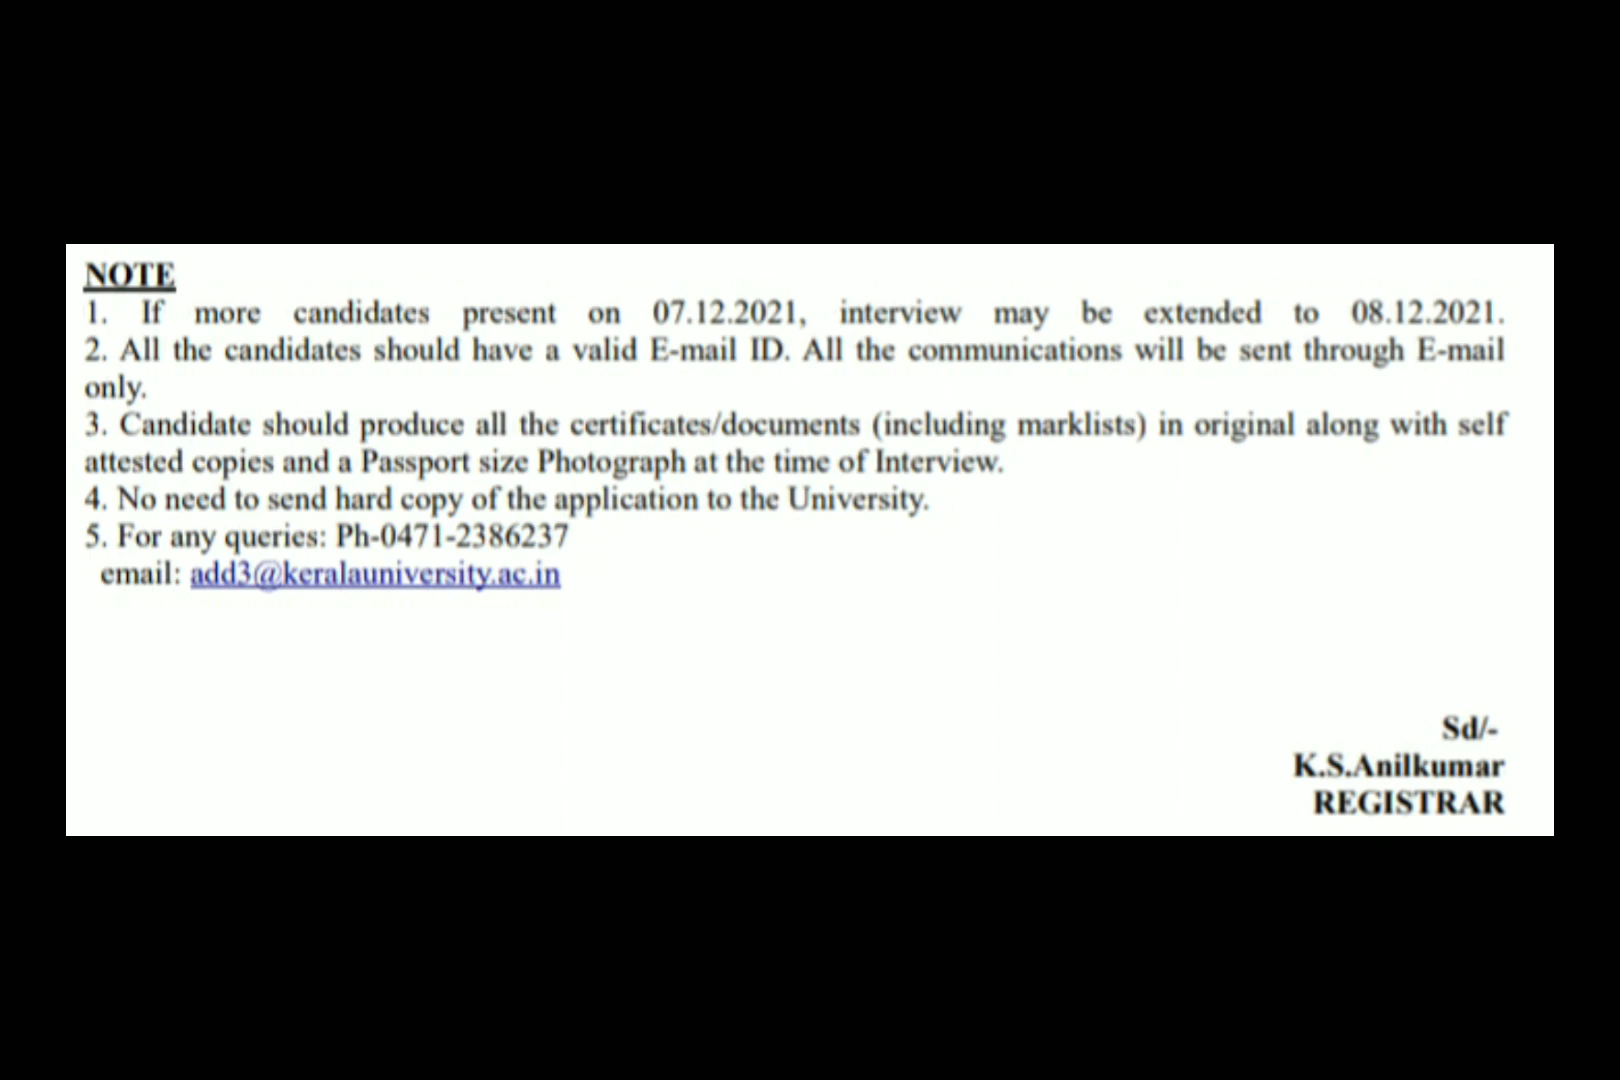 NOTE
1. If more candidates present on 07.12.2021, interview may be extended to 08.12.2021.
2. All the candidates should have a valid E-mail ID. All the communications will be sent through E-mail
only.
3. Candidate should produce all the certificates/documents (including marklists) in original along with self
attested copies and a Passport size Photograph at the time of Interview.
4. No need to send hard copy of the application to the University.
5. For any queries: Ph-0471-2386237
email: add3@keralauniversity.ac.in
Sd/-
K.S.Anilkumar
REGISTRAR